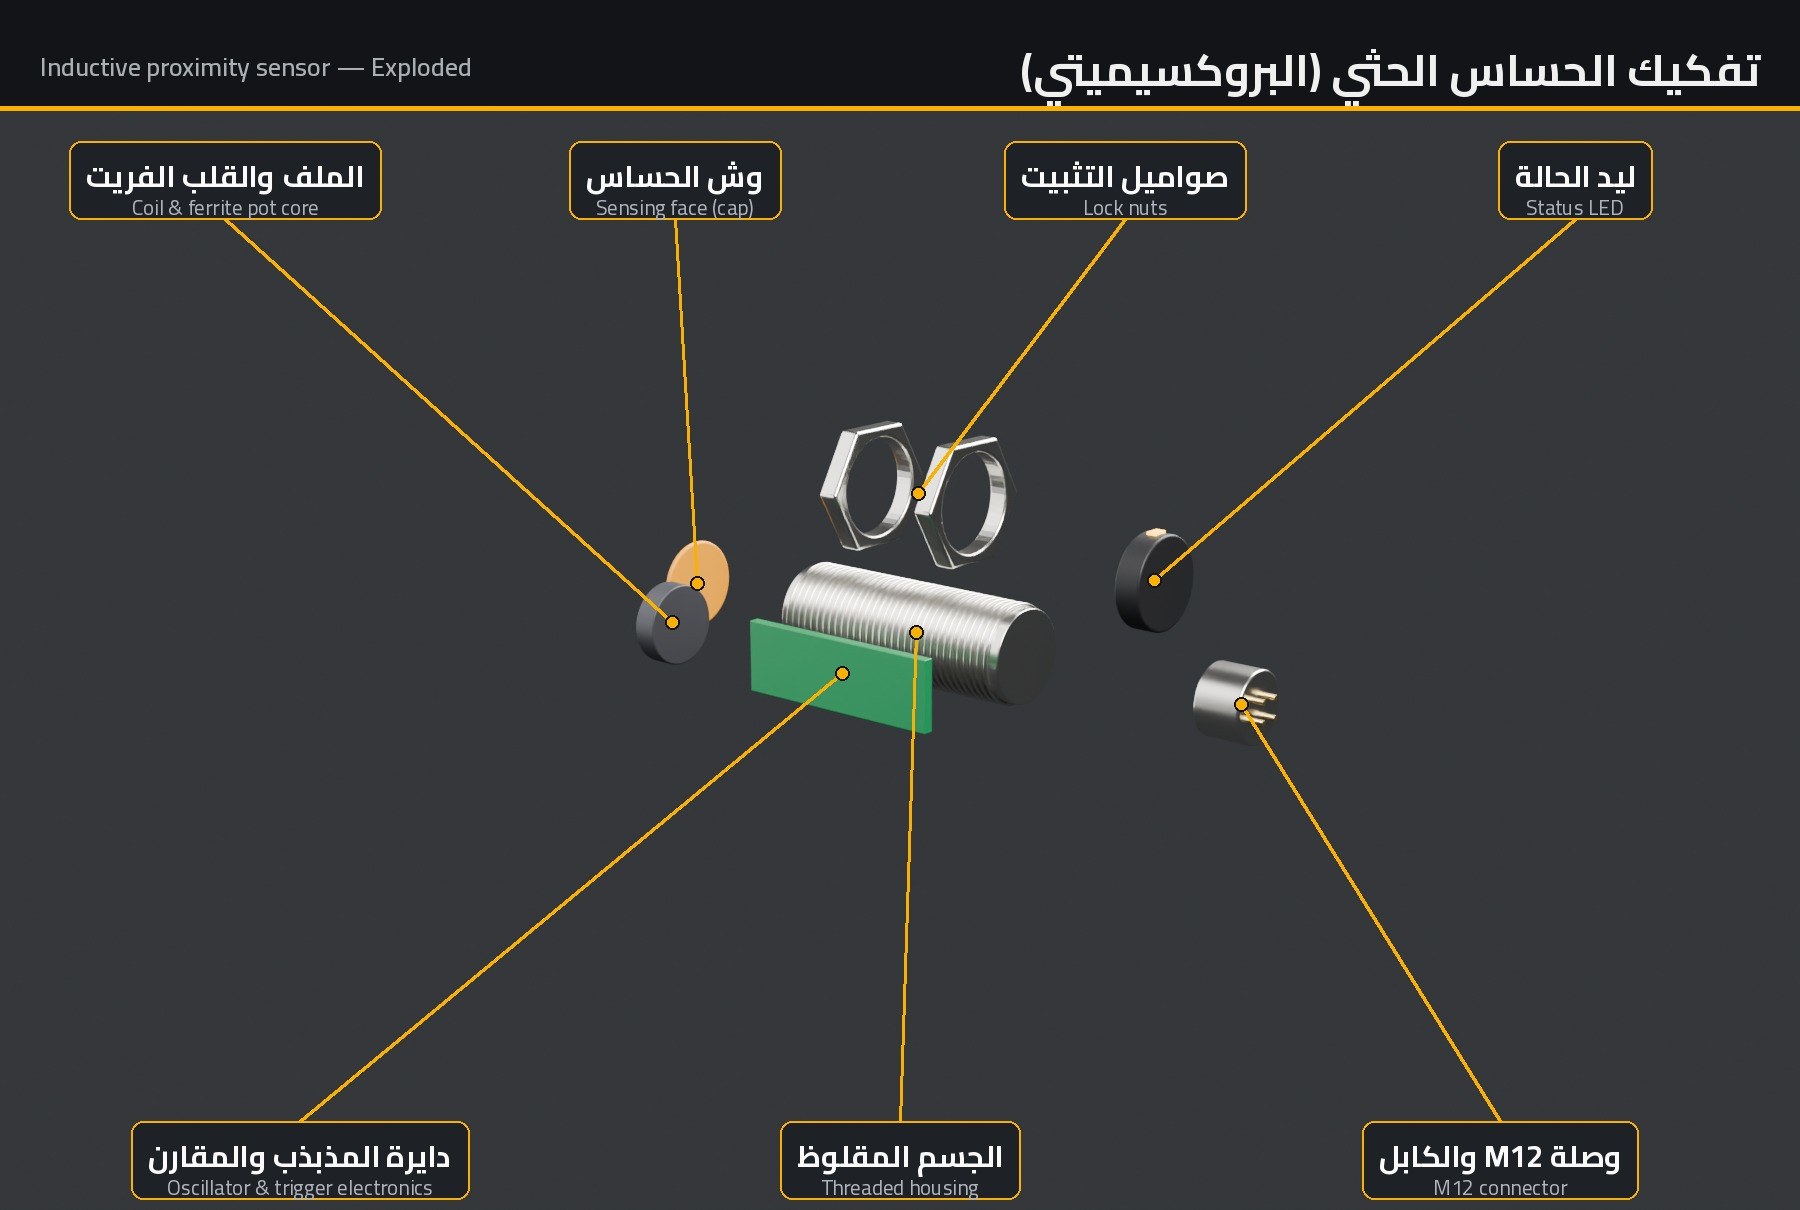 تفكيك الحساس الحثي (البروكسيميتي)
Inductive proximity sensor — Exploded
ليد الحالة
Status LED
صواميل التثبيت
Lock nuts
وش الحساس
Sensing face (cap)
الملف والقلب الفريت
Coil & ferrite pot core
وصلة M12 والكابل
M12 connector
الجسم المقلوظ
Threaded housing
دايرة المذبذب والمقارن
Oscillator & trigger electronics